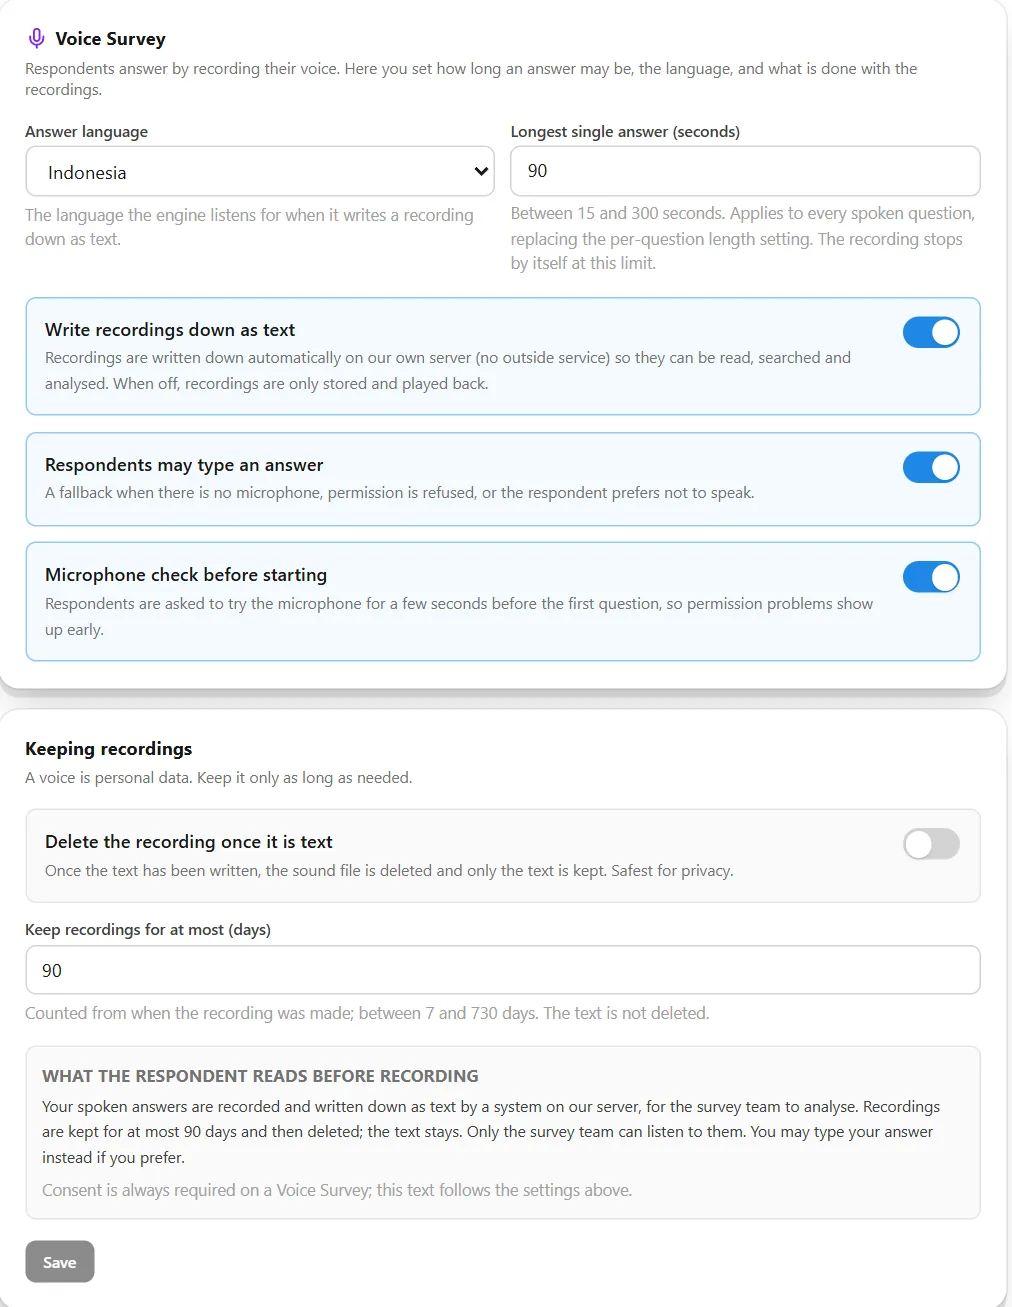 Voice Survey
Respondents answer by recording their voice. Here you set how long an answer may be, the language, and what is done with the
recordings.
Answer language
Indonesia
The language the engine listens for when it writes a recording
down as text.
Longest single answer (seconds)
90
Between 15 and 300 seconds. Applies to every spoken question,
replacing the per-question length setting. The recording stops
by itself at this limit.
Write recordings down as text
Recordings are written down automatically on our own server (no outside service) so they can be read, searched and
analysed. When off, recordings are only stored and played back.
Respondents may type an answer
A fallback when there is no microphone, permission is refused, or the respondent prefers not to speak.
Microphone check before starting
Respondents are asked to try the microphone for a few seconds before the first question, so permission problems show
up early.
Keeping recordings
A voice is personal data. Keep it only as long as needed.
Delete the recording once it is text
Once the text has been written, the sound file is deleted and only the text is kept. Safest for privacy.
Keep recordings for at most (days)
90
Counted from when the recording was made; between 7 and 730 days. The text is not deleted.
WHAT THE RESPONDENT READS BEFORE RECORDING
Your spoken answers are recorded and written down as text by a system on our server, for the survey team to analyse. Recordings
are kept for at most 90 days and then deleted; the text stays. Only the survey team can listen to them. You may type your answer
instead if you prefer.
Consent is always required on a Voice Survey; this text follows the settings above.
Save